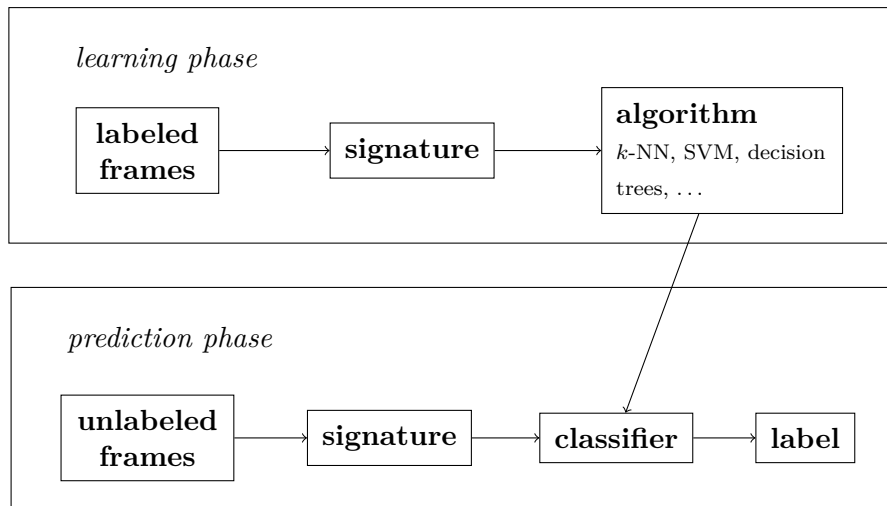 learning phase
labeled
frames
signature
algorithm
k-NN, SVM, decision
trees, …
prediction phase
unlabeled
frames
signature
classifier
label